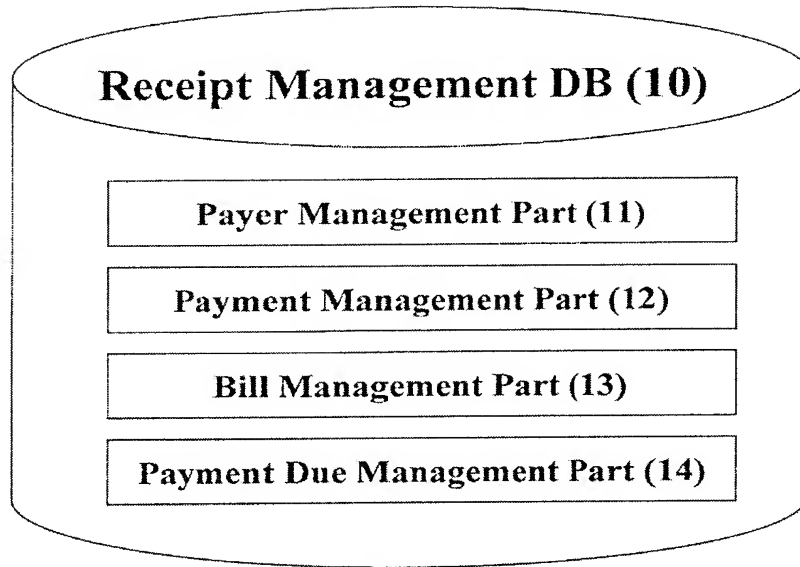 Receipt Management DB (10)
Payer Management Part (11)
Payment Management Part (12)
Bill Management Part (13)
Payment Due Management Part (14)